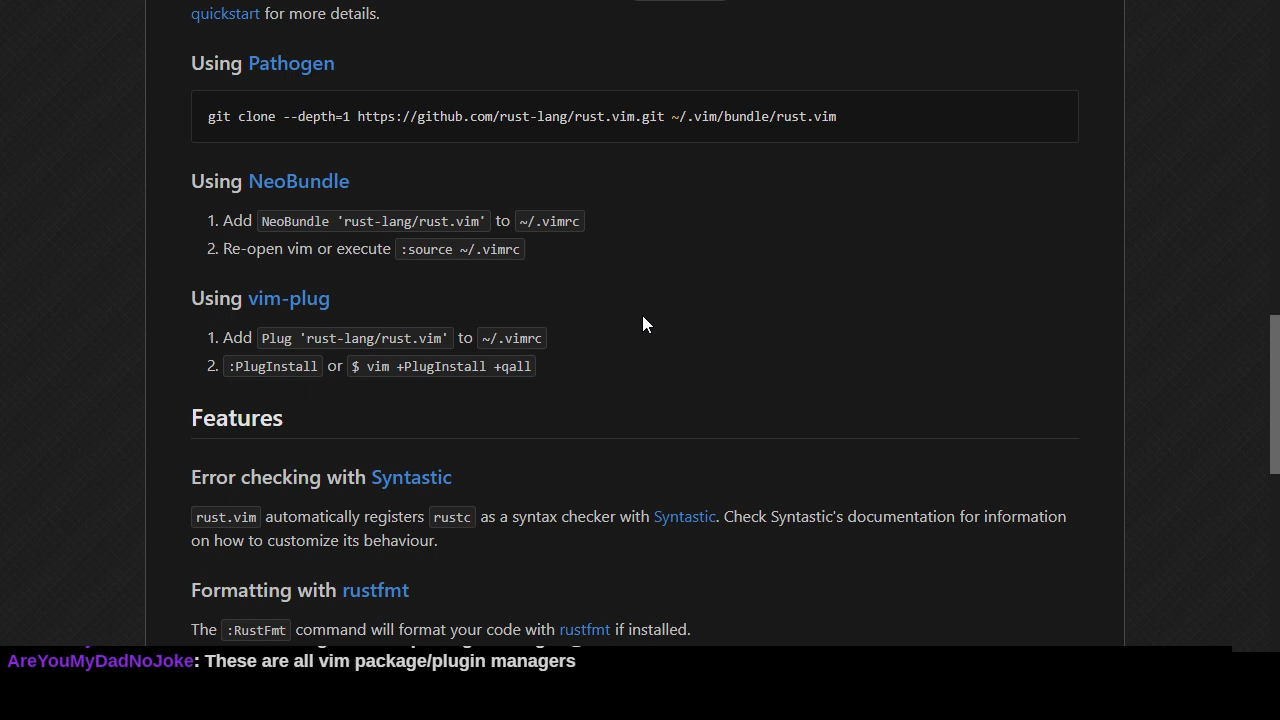 quickstart for more details.
Using Pathogen
git clone --depth=1 https://github.com/rust-lang/rust.vim.git ~/.vim/bundle/rust.vim
Using NeoBundle
1. Add NeoBundle 'rust-lang/rust.vim' to ~/.vimrc
2. Re-open vim or execute :source ~/.vimrc
Using vim-plug
1. Add Plug 'rust-lang/rust.vim' to ~/.vimrc
2. :PlugInstall or $ vim +PlugInstall +qall
Features
Error checking with Syntastic
rust.vim automatically registers rustc as a syntax checker with Syntastic. Check Syntastic's documentation for information
on how to customize its behaviour.
Formatting with rustfmt
The :RustFmt command will format your code with rustfmt if installed.
AreYouMyDadNoJoke: These are all vim package/plugin managers